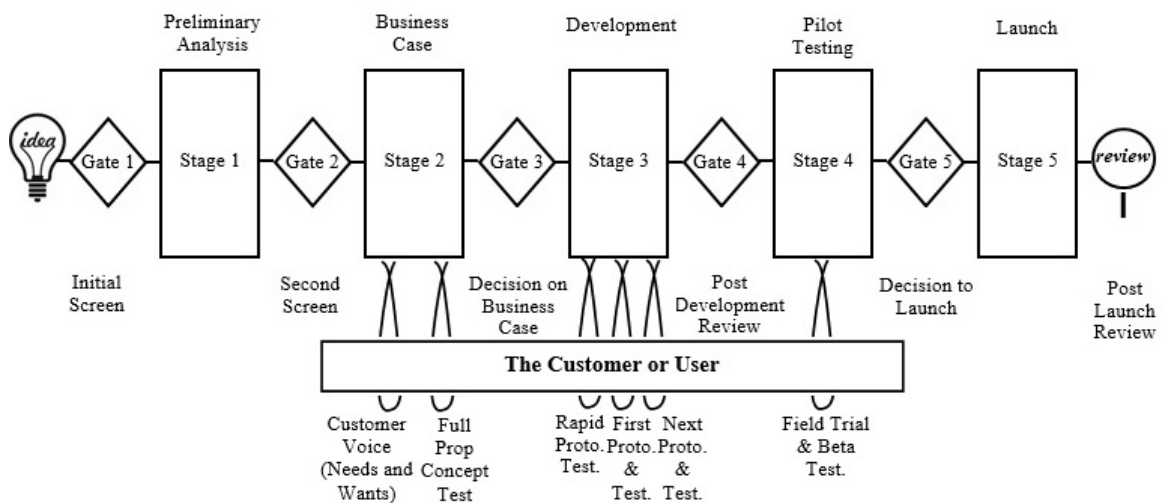 Preliminary
Analysis
Business
Case
Development
Pilot
Testing
Launch
idea
Gate 1
Stage 1
Gate 2
Stage 2
Gate 3
Stage 3
Gate 4
Stage 4
Gate 5
Stage 5
review
Initial
Screen
Second
Screen
Decision on
Business
Case
Post
Development
Review
Decision to
Launch
Post
Launch
Review
The Customer or User
Customer
Voice
(Needs and
Wants)
Full
Prop
Concept
Test
Rapid
Proto.
Test.
First
Proto.
&
Test.
Next
Proto.
&
Test.
Field Trial
& Beta
Test.